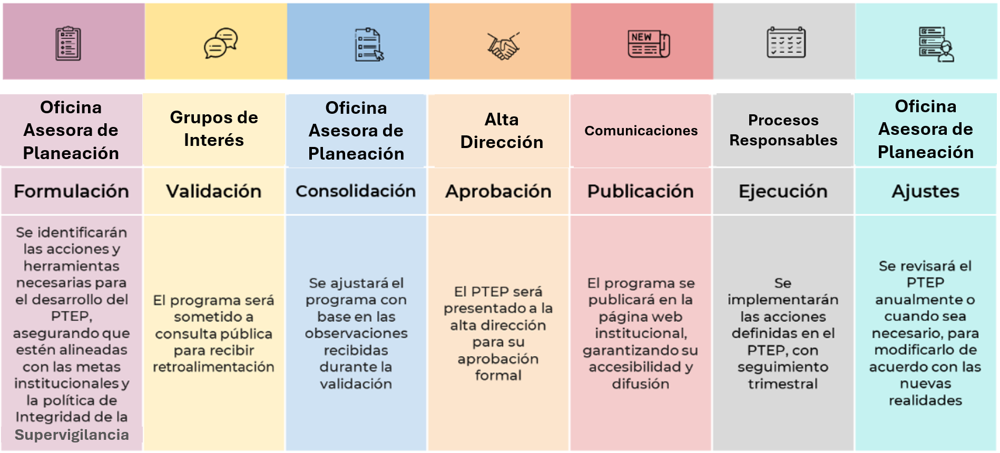 NEW
Oficina
Asesora de
Planeación
Grupos de
Interés
Oficina
Asesora de
Planeación
Alta
Dirección
Comunicaciones
Procesos
Responsables
Oficina
Asesora de
Planeación
Formulación
Validación
Consolidación
Aprobación
Publicación
Ejecución
Ajustes
Se identificarán
las acciones y
herramientas
necesarias para
el desarrollo del
PTEP,
asegurando que
estén alineadas
con las metas
institucionales y
la política de
Integridad de la
Supervigilancia
El programa será
sometido a
consulta pública
para recibir
retroalimentación
Se ajustará el
programa con
base en las
observaciones
recibidas
durante la
validación
El PTEP será
presentado a la
alta dirección
para su
aprobación
formal
El programa se
publicará en la
página web
institucional,
garantizando su
accesibilidad y
difusión
Se
implementarán
las acciones
definidas en el
PTEP, con
seguimiento
trimestral
Se revisará el
PTEP
anualmente o
cuando sea
necesario, para
modificarlo de
acuerdo con las
nuevas
realidades